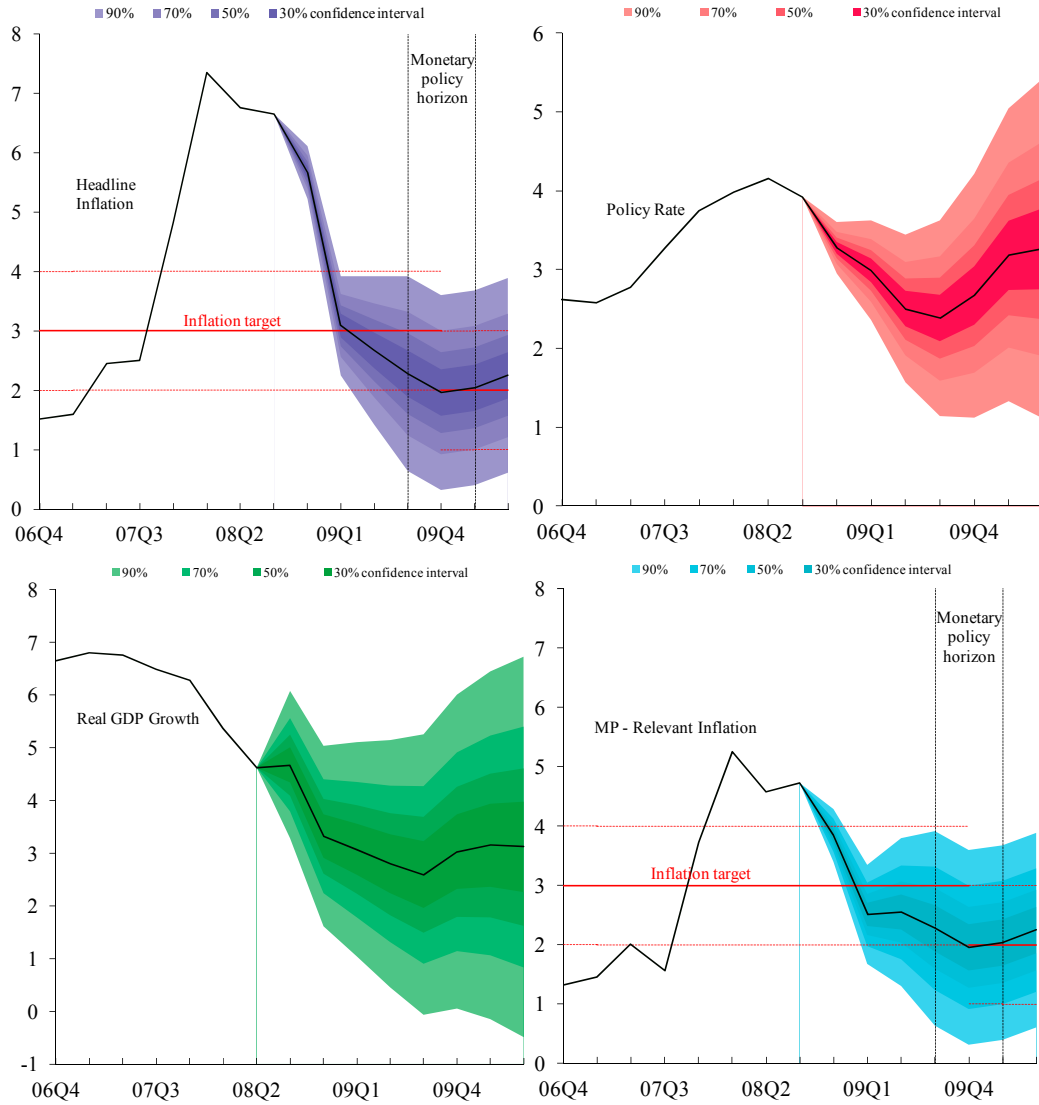 90% 70% 50% 30% confidence interval
Monetary
policy
horizon
Headline
Inflation
Inflation target
8
7
6
5
4
3
2
1
0
06Q4 07Q3 08Q2 09Q1 09Q4
90% 70% 50% 30% confidence interval
Policy Rate
6
5
4
3
2
1
0
06Q4 07Q3 08Q2 09Q1 09Q4
90% 70% 50% 30% confidence interval
Real GDP Growth
8
7
6
5
4
3
2
1
0
-1
06Q4 07Q3 08Q2 09Q1 09Q4
90% 70% 50% 30% confidence interval
Monetary
policy
horizon
MP - Relevant Inflation
Inflation target
8
7
6
5
4
3
2
1
0
06Q4 07Q3 08Q2 09Q1 09Q4